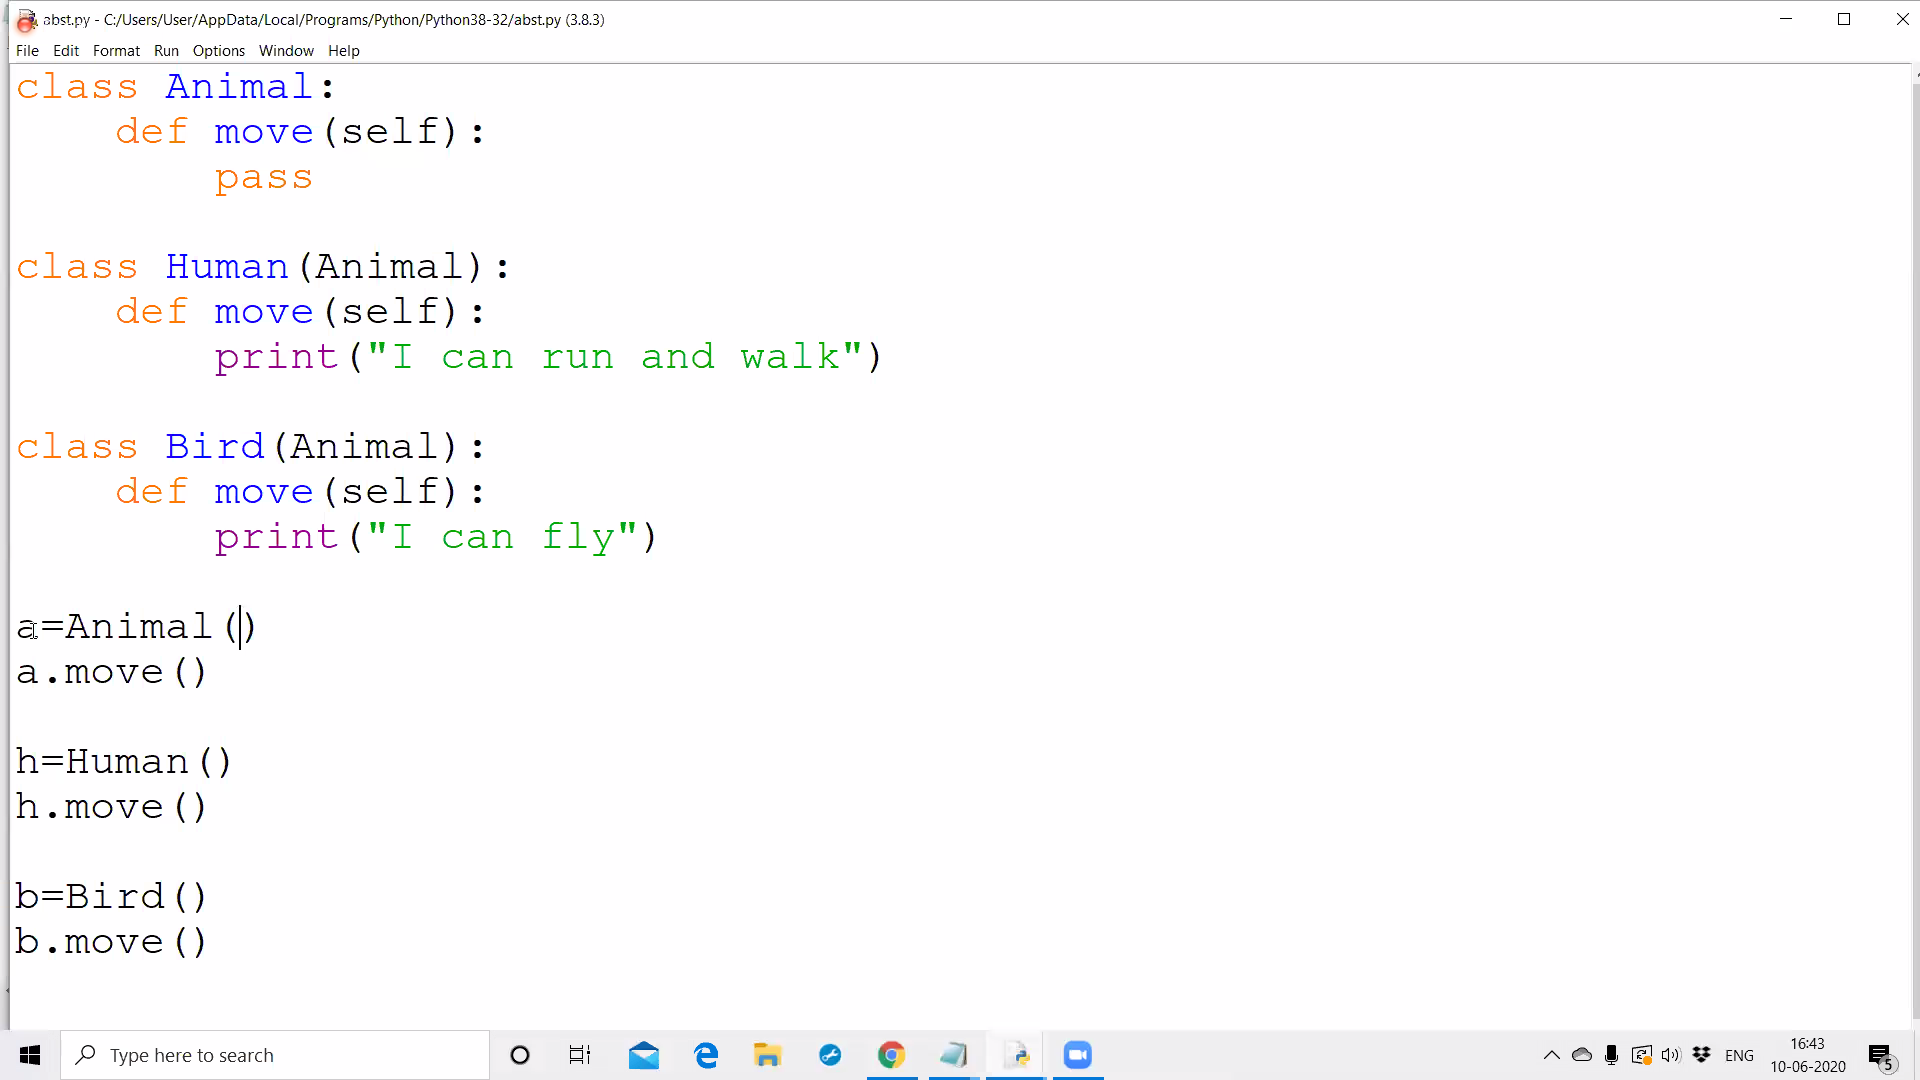 abst.py - C:/Users/User/AppData/Local/Programs/Python/Python38-32/abst.py (3.8.3)
File Edit Format Run Options Window Help
class Animal:
    def move(self):
        pass
class Human(Animal):
    def move(self):
        print("I can run and walk")
class Bird(Animal):
    def move(self):
        print("I can fly")
a=Animal()
a.move()
h=Human()
h.move()
b=Bird()
b.move()
Type here to search
ENG
16:43
10-06-2020
5